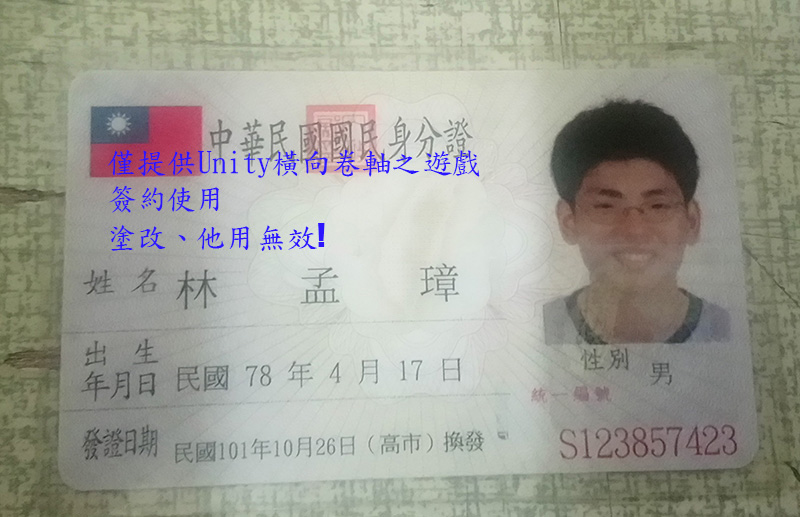 中華民國國民身分證
僅提供Unity橫向卷軸之遊戲
簽約使用
塗改、他用無效!
姓名 林孟璋
出生年月日 民國 78 年 4 月 17 日
性別 男
統一編號
發證日期 民國101年10月26日（高市）換發
S123857423